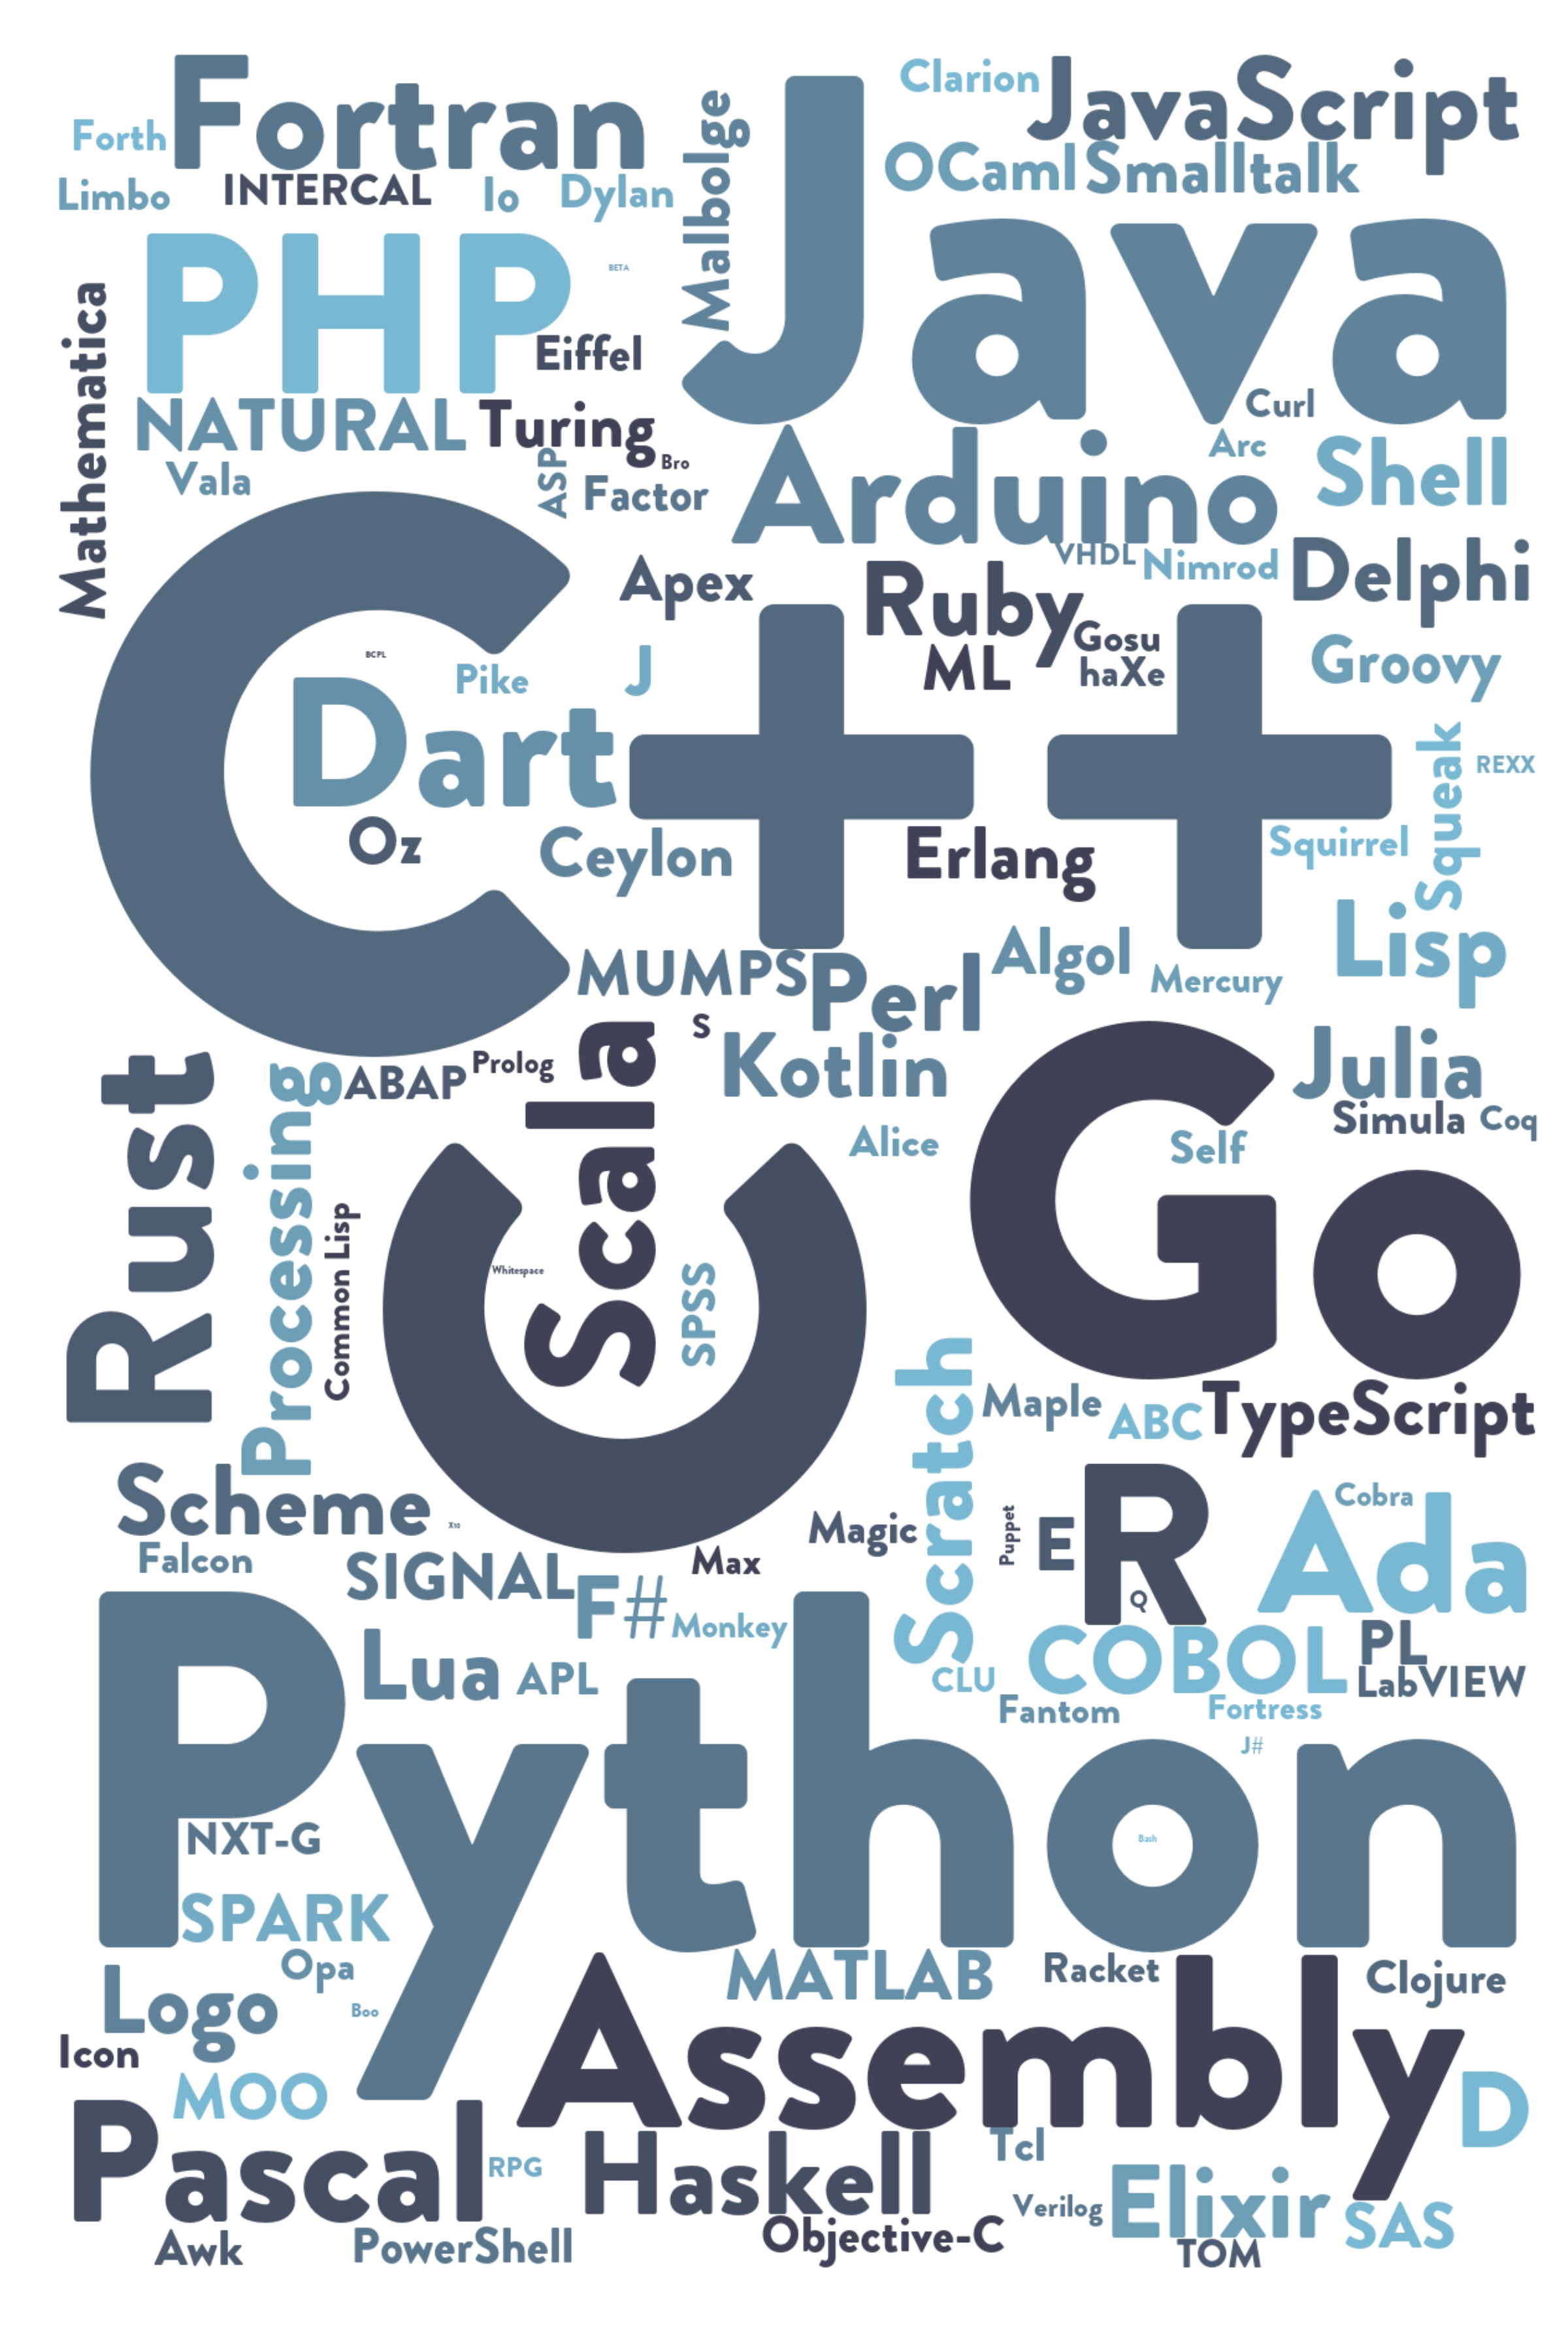 Clarion
JavaScript
Fortran
Forth
Malbolge
OCaml
Smalltalk
Limbo
INTERCAL
Io
Dylan
PHP
BETA
Java
Mathematica
Eiffel
Curl
NATURAL
Turing
Arduino
Arc
Shell
Bro
Vala
ASP
Factor
VHDL
Nimrod
Delphi
Apex
Ruby
Gosu
ML
haXe
Groovy
C++
BCPL
Pike
J
Dart
Squeak
REXX
Oz
Ceylon
Erlang
Squirrel
Lisp
Algol
MUMPS
Perl
Mercury
S
Prolog
ABAP
Kotlin
Julia
Simula
Coq
Rust
Processing
Scala
Alice
Self
Go
Common Lisp
C
Whitespace
SPSS
Scratch
Maple
ABC
TypeScript
Scheme
X10
Cobra
Magic
Puppet
E
R
Q
Ada
Falcon
SIGNAL
Max
F#
Monkey
COBOL
PL
Lua
APL
CLU
LabVIEW
Fantom
Fortress
J#
Python
NXT-G
Bash
SPARK
Opa
MATLAB
Racket
Clojure
Logo
Boo
Icon
Assembly
MOO
D
Pascal
RPG
Haskell
Tcl
Verilog
Elixir
SAS
Awk
PowerShell
Objective-C
TOM